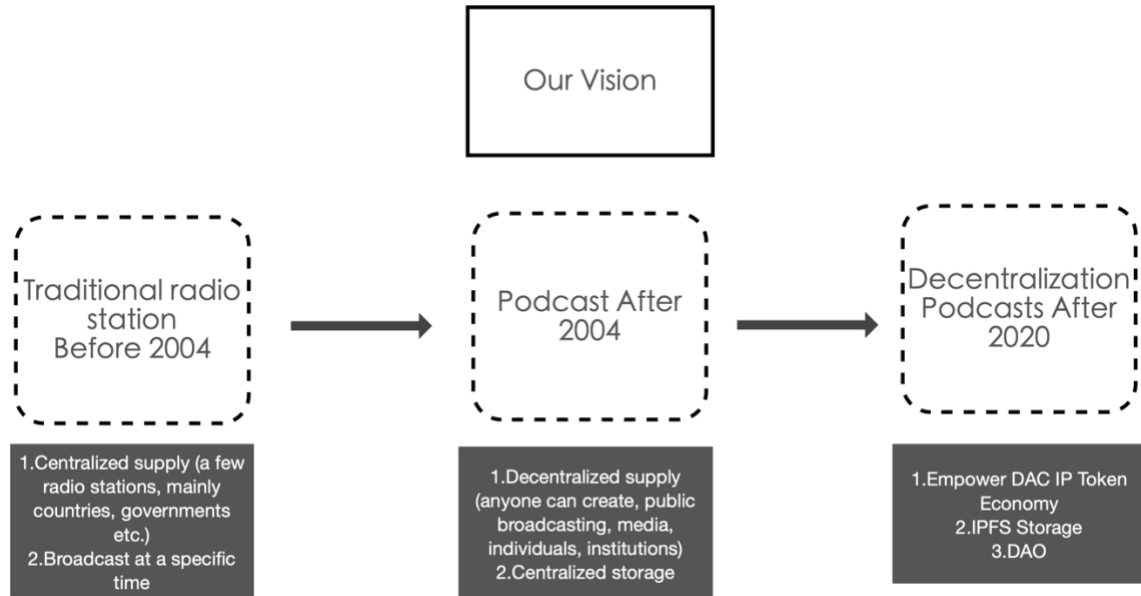 Our Vision
Traditional radio
station
Before 2004
Podcast After
2004
Decentralization
Podcasts After
2020
1.Centralized supply (a few
radio stations, mainly
countries, governments
etc.)
2.Broadcast at a specific
time
1.Decentralized supply
(anyone can create, public
broadcasting, media,
individuals, institutions)
2.Centralized storage
1.Empower DAC IP Token
Economy
2.IPFS Storage
3.DAO